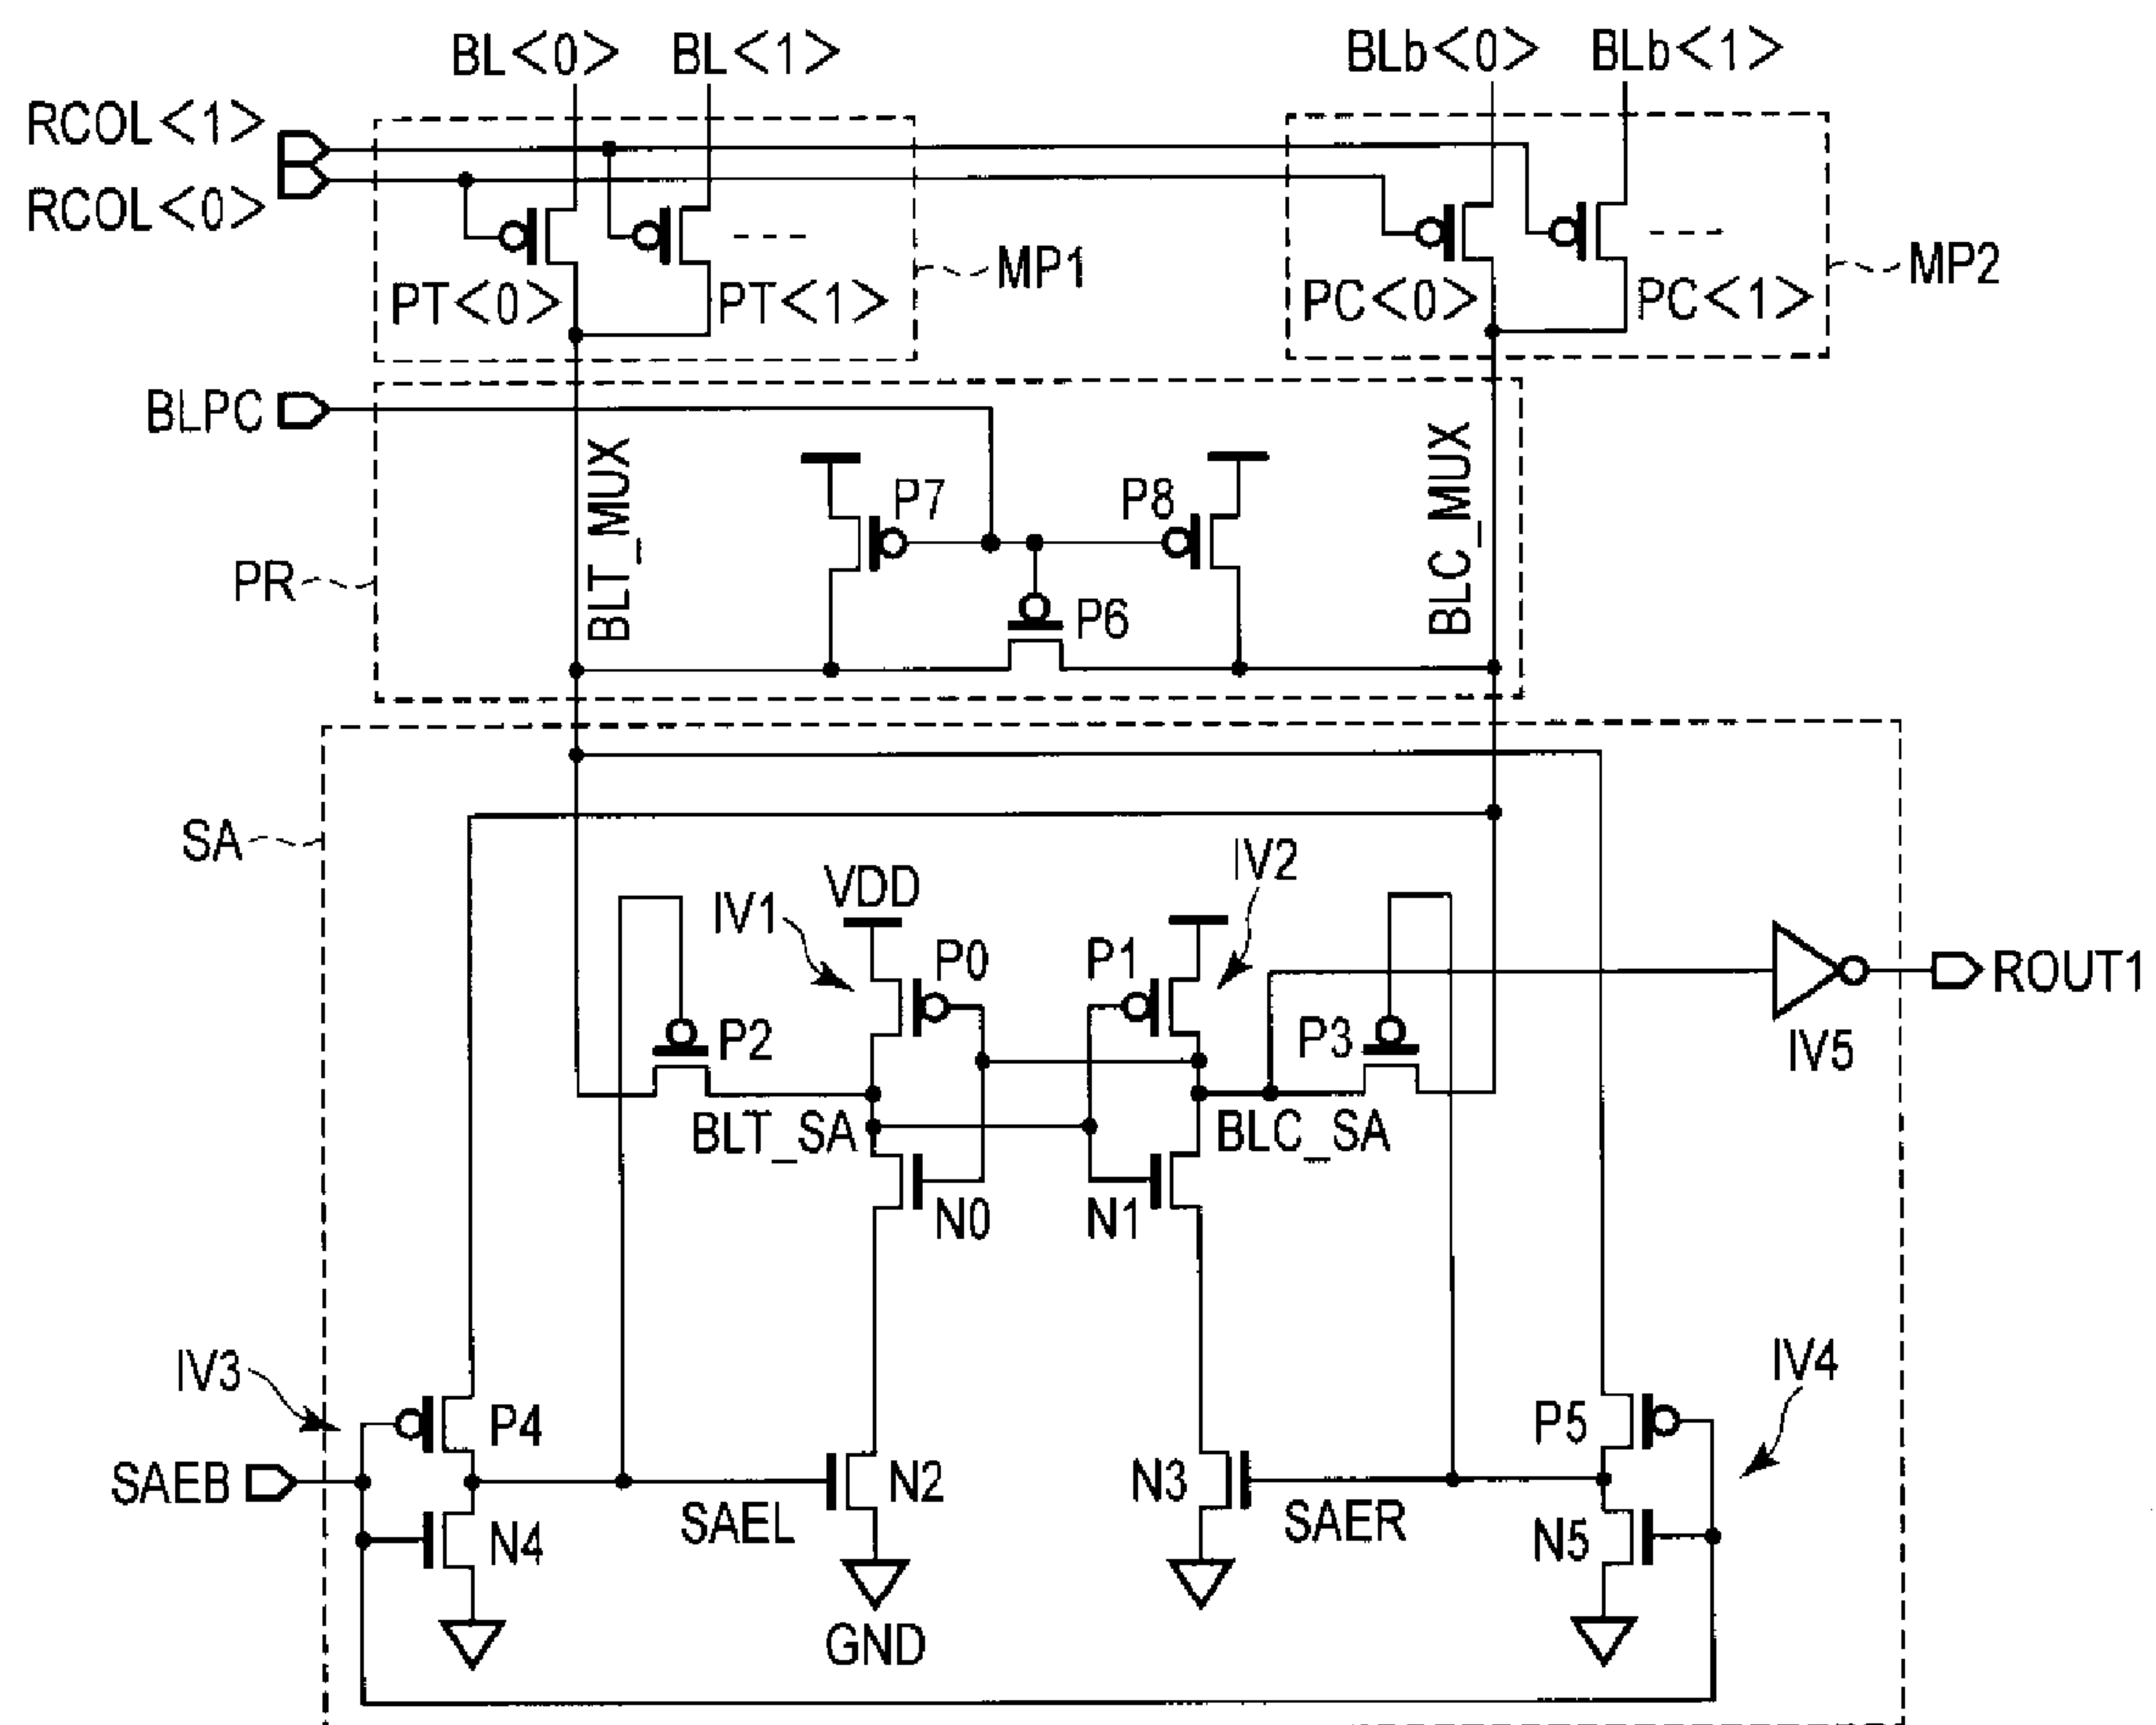 BL<0>
BL<1>
BLb<0>
BLb<1>
RCOL<1>
RCOL<0>
PT<0>
PT<1>
MP1
PC<0>
PC<1>
MP2
BLPC
BLT_MUX
P7
P8
BLC_MUX
PR
P6
SA
IV1
VDD
IV2
P0
P1
P2
P3
IV5
ROUT1
BLT_SA
BLC_SA
N0
N1
IV3
IV4
P4
P5
SAEB
N2
N3
SAEL
SAER
N4
N5
GND